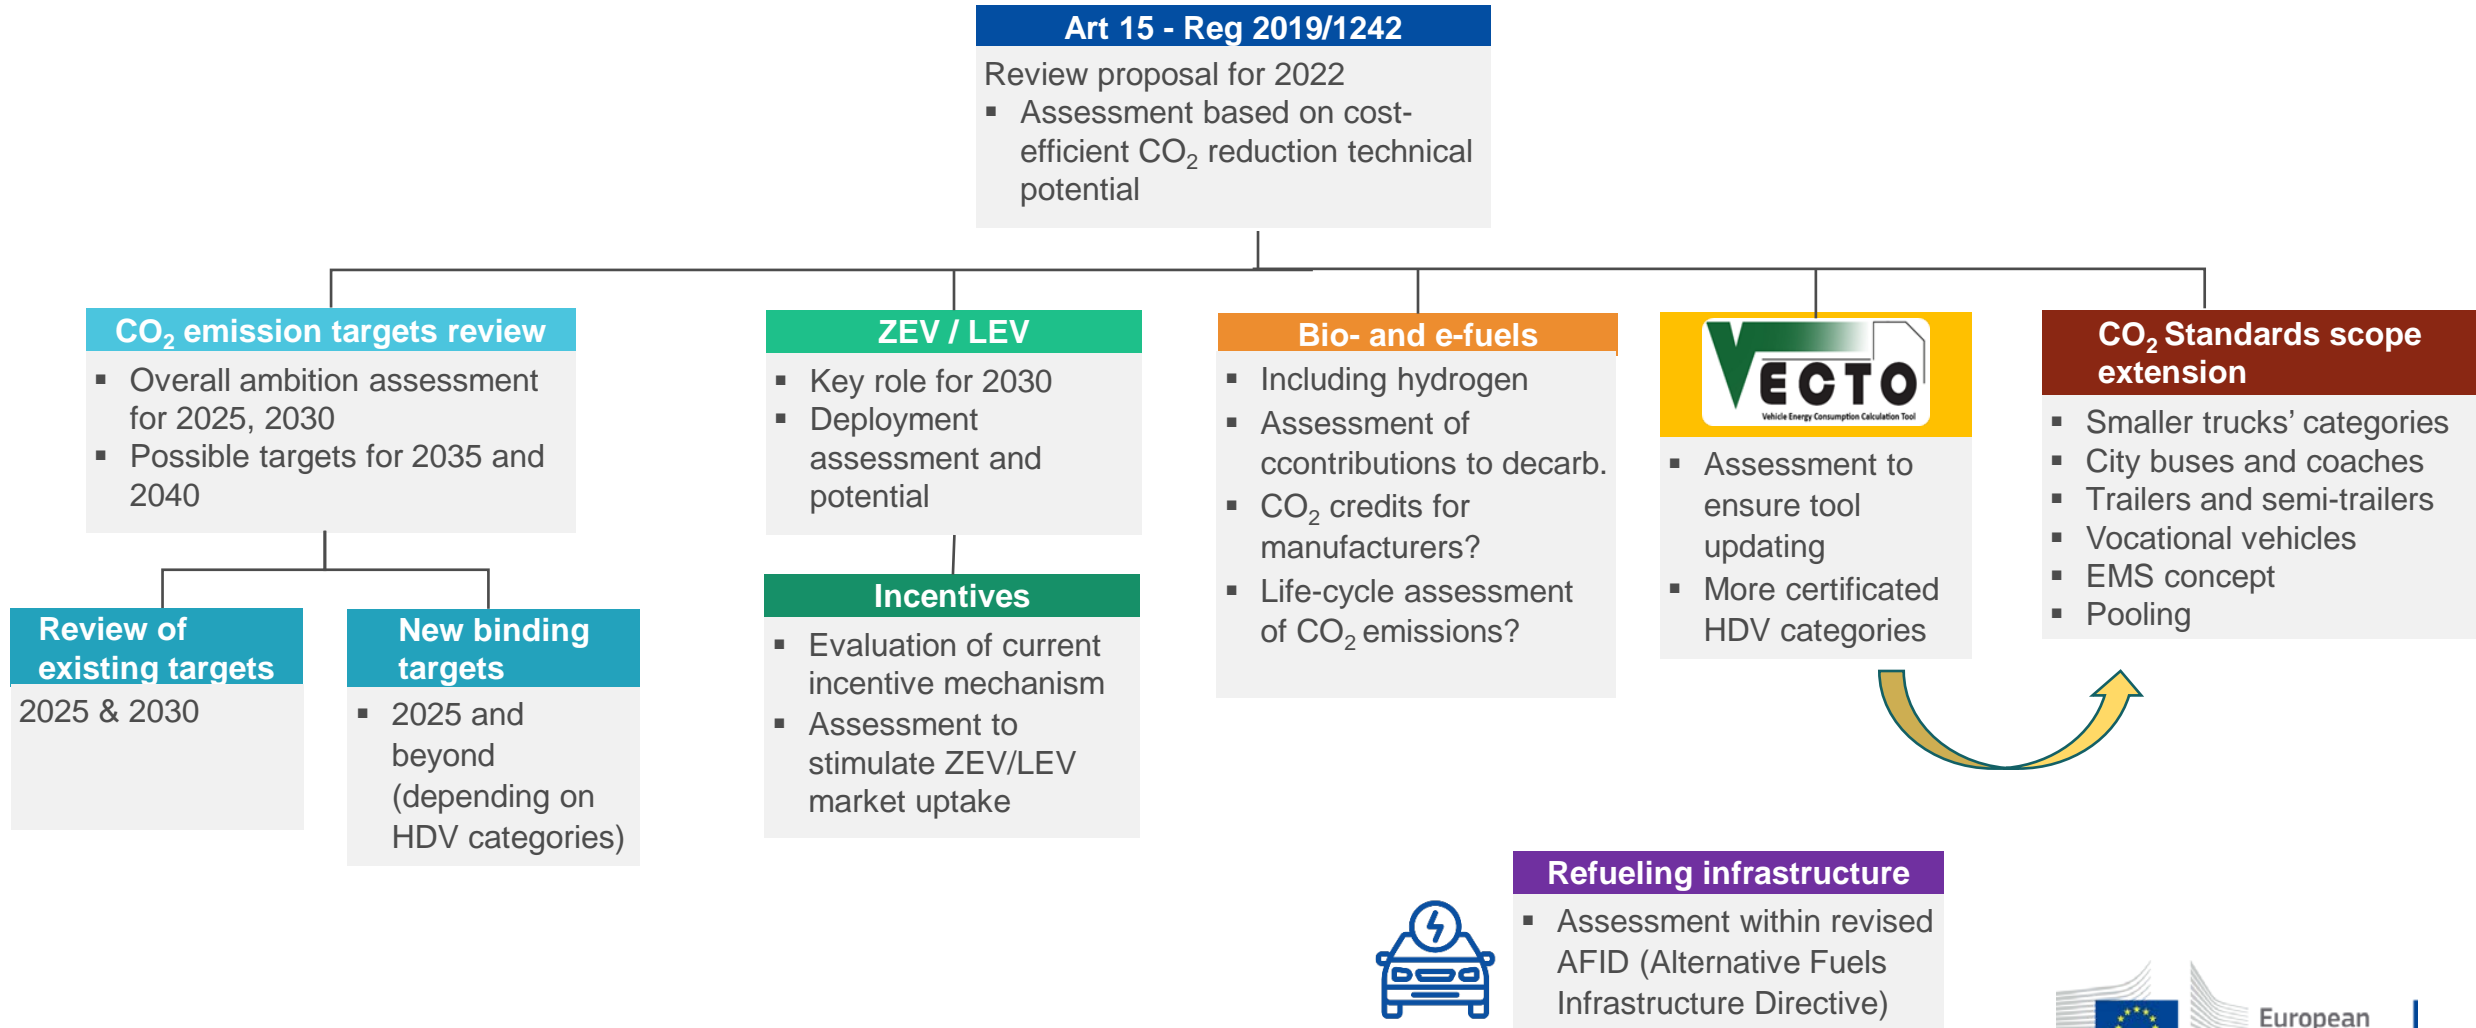 Art 15 - Reg 2019/1242
Review proposal for 2022
▪ Assessment based on cost-
efficient CO₂ reduction technical
potential
CO₂ emission targets review
▪ Overall ambition assessment
for 2025, 2030
▪ Possible targets for 2035 and
2040
Review of
existing targets
2025 & 2030
New binding
targets
▪ 2025 and
beyond
(depending on
HDV categories)
ZEV / LEV
▪ Key role for 2030
▪ Deployment
assessment and
potential
Incentives
▪ Evaluation of current
incentive mechanism
▪ Assessment to
stimulate ZEV/LEV
market uptake
Bio- and e-fuels
▪ Including hydrogen
▪ Assessment of
ccontributions to decarb.
▪ CO₂ credits for
manufacturers?
▪ Life-cycle assessment
of CO₂ emissions?
VECTO
Vehicle Energy Consumption Calculation Tool
▪ Assessment to
ensure tool
updating
▪ More certificated
HDV categories
CO₂ Standards scope
extension
▪ Smaller trucks’ categories
▪ City buses and coaches
▪ Trailers and semi-trailers
▪ Vocational vehicles
▪ EMS concept
▪ Pooling
Refueling infrastructure
▪ Assessment within revised
AFID (Alternative Fuels
Infrastructure Directive)
European